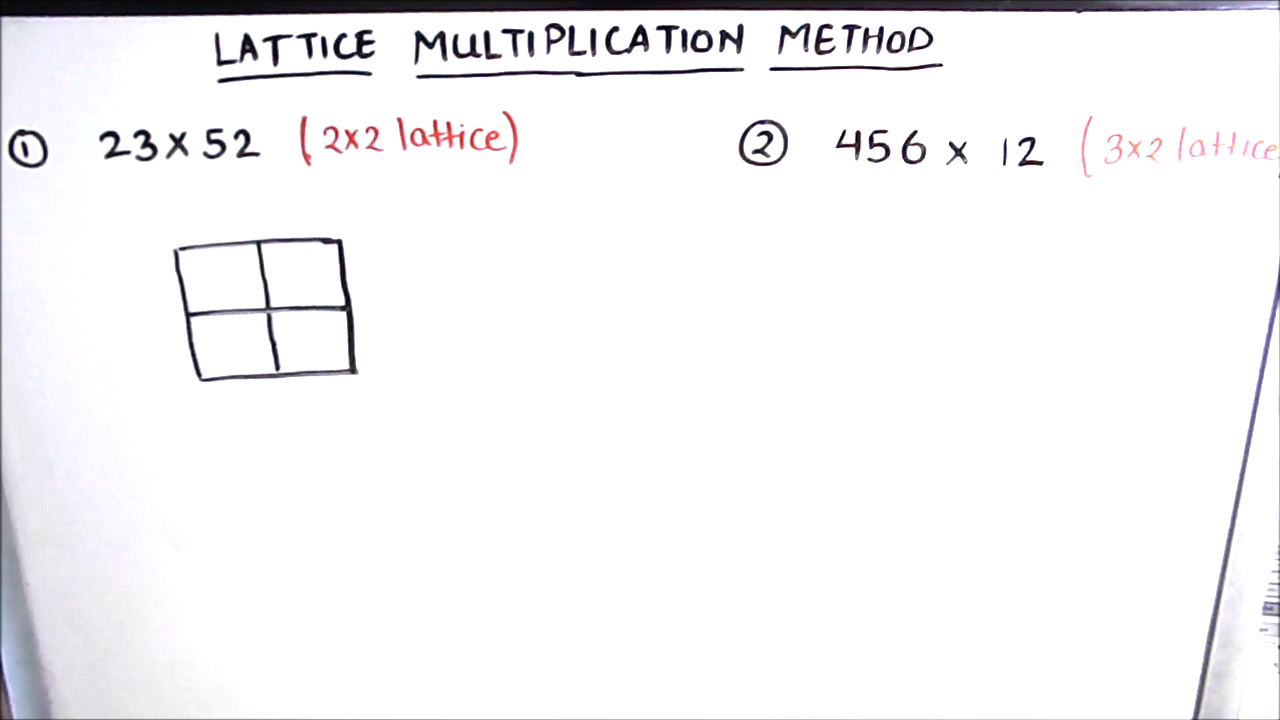 LATTICE MULTIPLICATION METHOD
① 23 x 52 (2x2 lattice)
② 456 x 12 (3x2 lattice